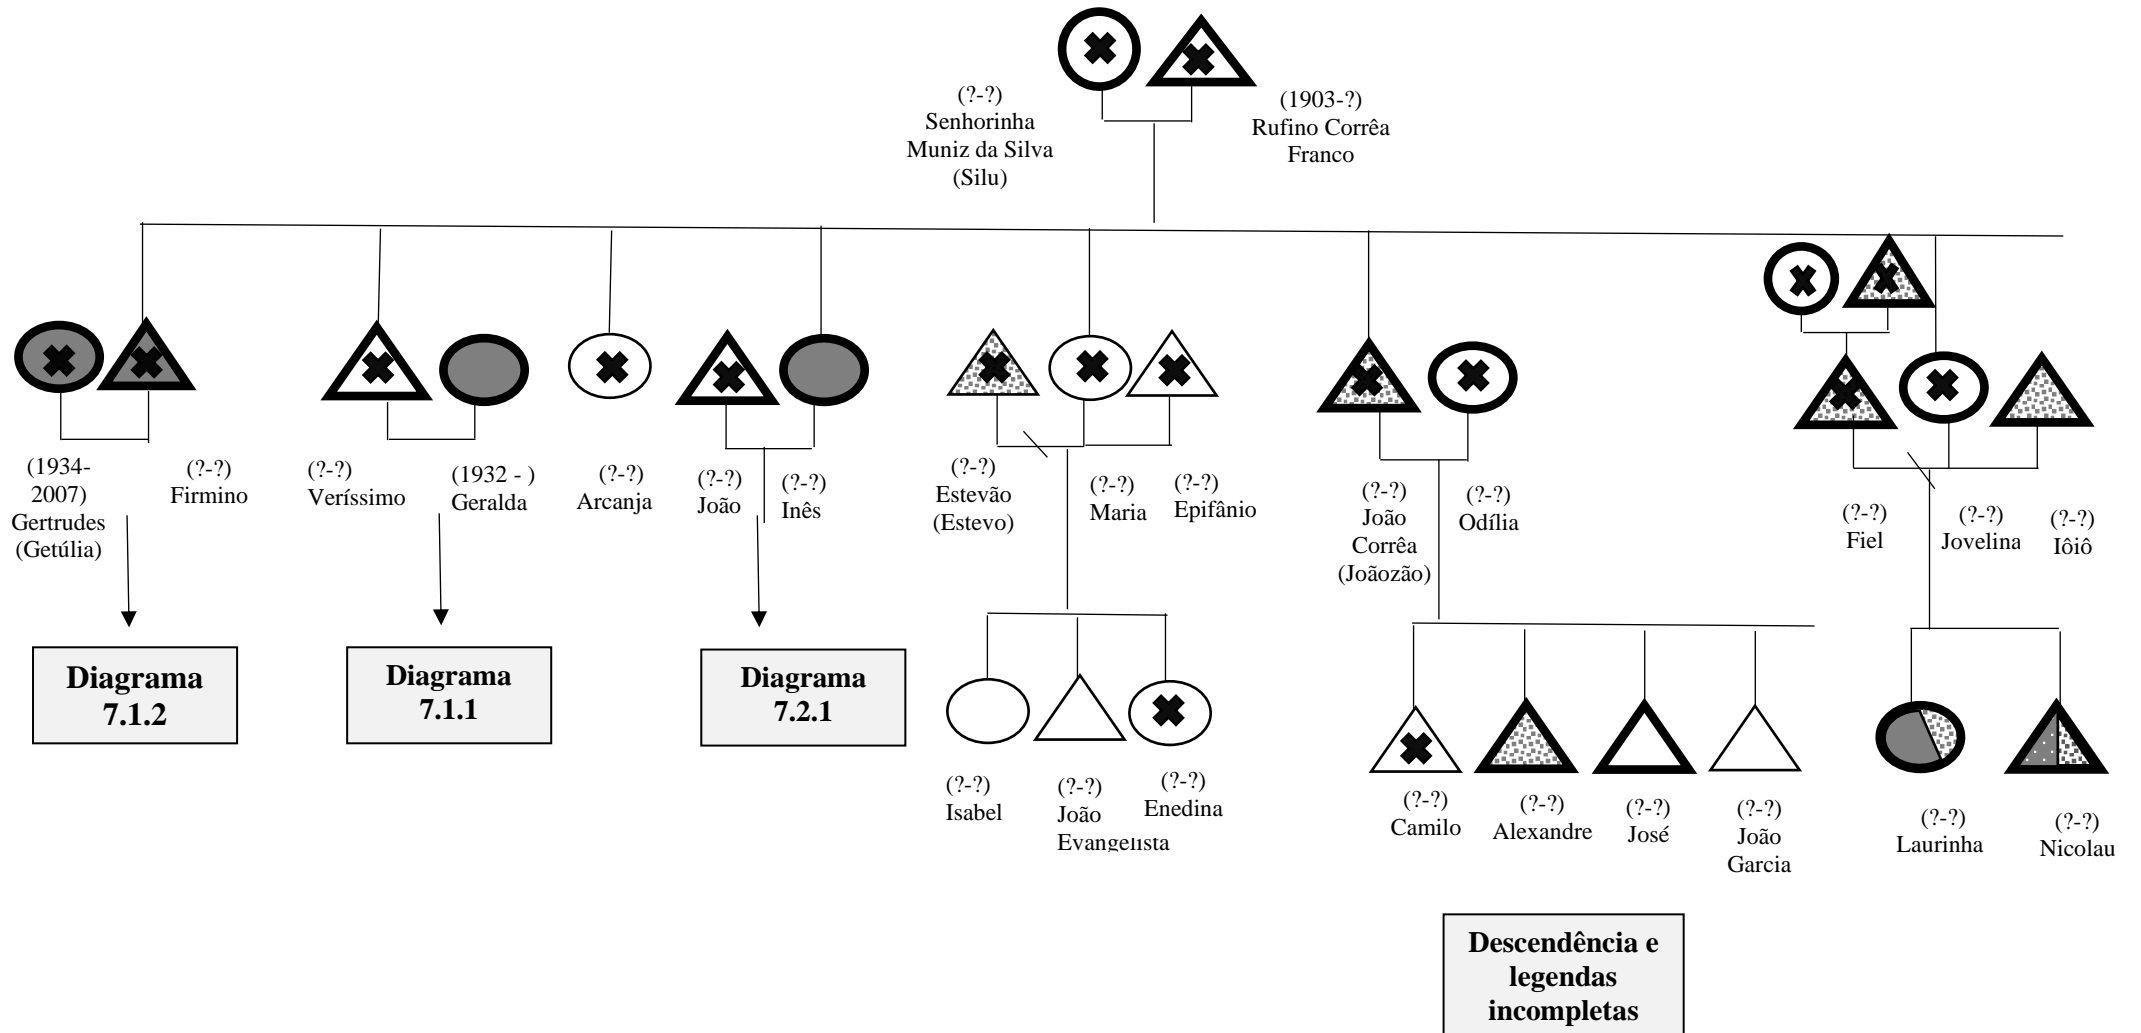 (?-?)
Senhorinha
Muniz da Silva
(Silu)
(1903-?)
Rufino Corrêa
Franco
(1934-
2007)
Gertrudes
(Getúlia)
(?-?)
Firmino
(?-?)
Veríssimo
(1932 - )
Geralda
(?-?)
Arcanja
(?-?)
João
(?-?)
Inês
(?-?)
Estevão
(Estevo)
(?-?)
Maria
(?-?)
Epifânio
(?-?)
João
Corrêa
(Joãozão)
(?-?)
Odília
(?-?)
Fiel
(?-?)
Jovelina
(?-?)
Iôiô
Diagrama
7.1.2
Diagrama
7.1.1
Diagrama
7.2.1
(?-?)
Isabel
(?-?)
João
Evangelista
(?-?)
Enedina
(?-?)
Camilo
(?-?)
Alexandre
(?-?)
José
(?-?)
João
Garcia
(?-?)
Laurinha
(?-?)
Nicolau
Descendência e
legendas
incompletas